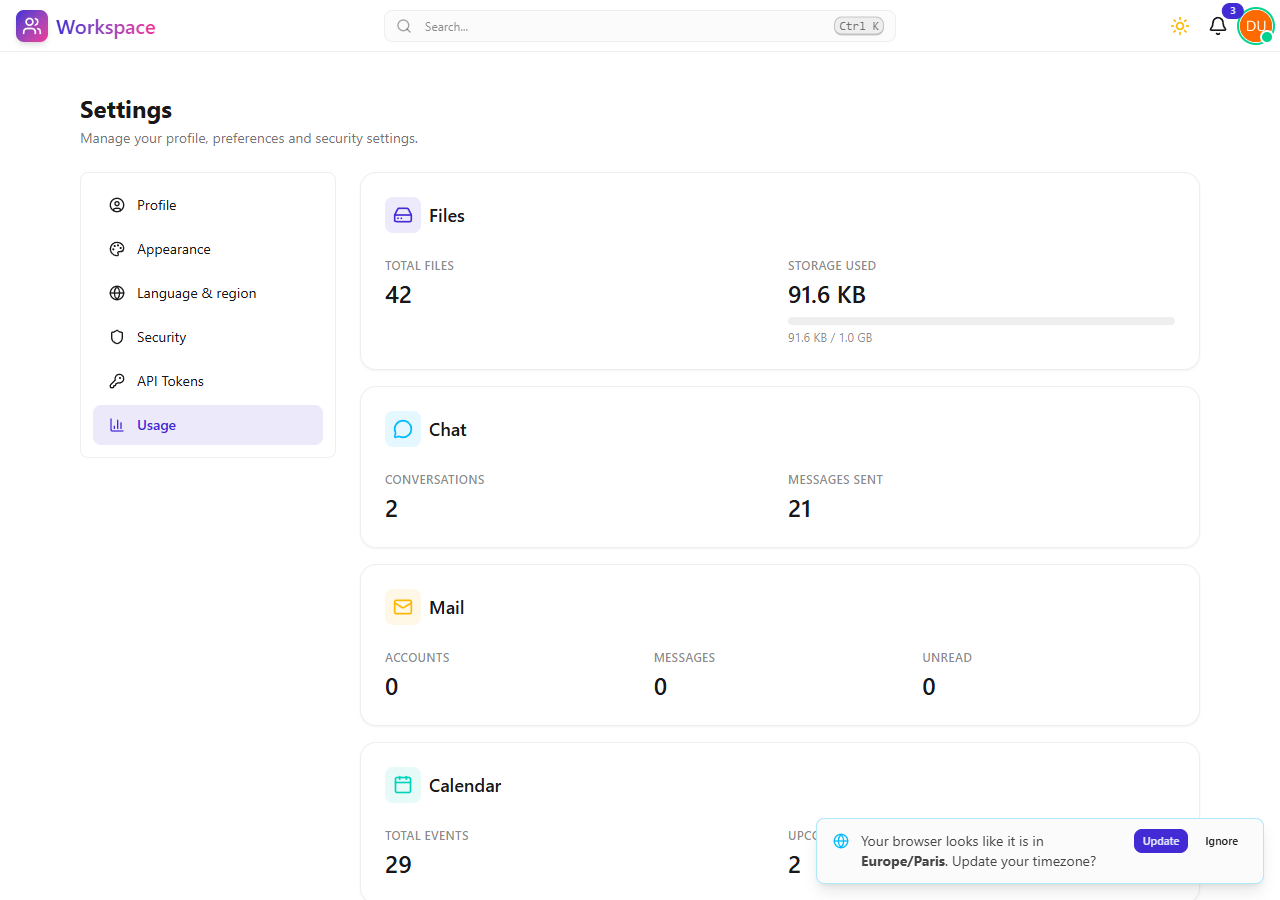 Workspace
Search...
Ctrl K
3
DU
Settings
Manage your profile, preferences and security settings.
Profile
Appearance
Language & region
Security
API Tokens
Usage
Files
TOTAL FILES
42
STORAGE USED
91.6 KB
91.6 KB / 1.0 GB
Chat
CONVERSATIONS
2
MESSAGES SENT
21
Mail
ACCOUNTS
0
MESSAGES
0
UNREAD
0
Calendar
TOTAL EVENTS
29
2
Your browser looks like it is in
Europe/Paris. Update your timezone?
Update
Ignore